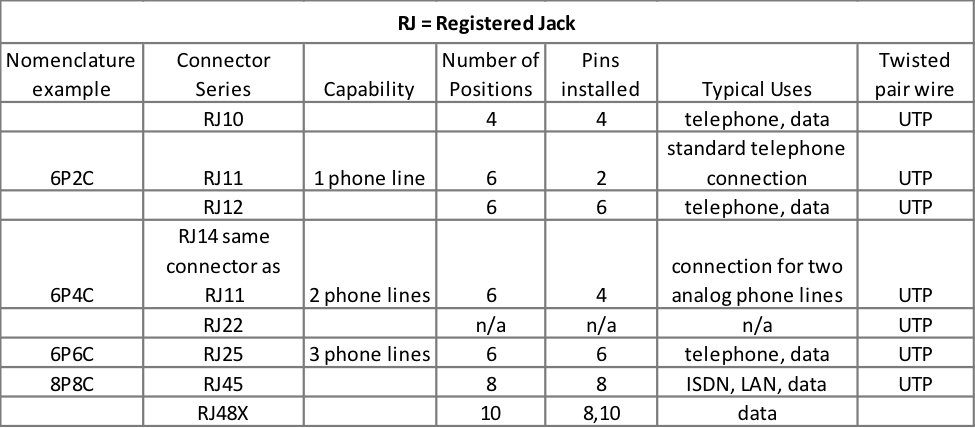 RJ = Registered Jack
Nomenclature example Connector Series Capability Number of Positions Pins installed Typical Uses Twisted pair wire
RJ10 4 4 telephone, data UTP
6P2C RJ11 1 phone line 6 2 standard telephone connection UTP
RJ12 6 6 telephone, data UTP
6P4C RJ14 same connector as RJ11 2 phone lines 6 4 connection for two analog phone lines UTP
RJ22 n/a n/a n/a UTP
6P6C RJ25 3 phone lines 6 6 telephone, data UTP
8P8C RJ45 8 8 ISDN, LAN, data UTP
RJ48X 10 8,10 data